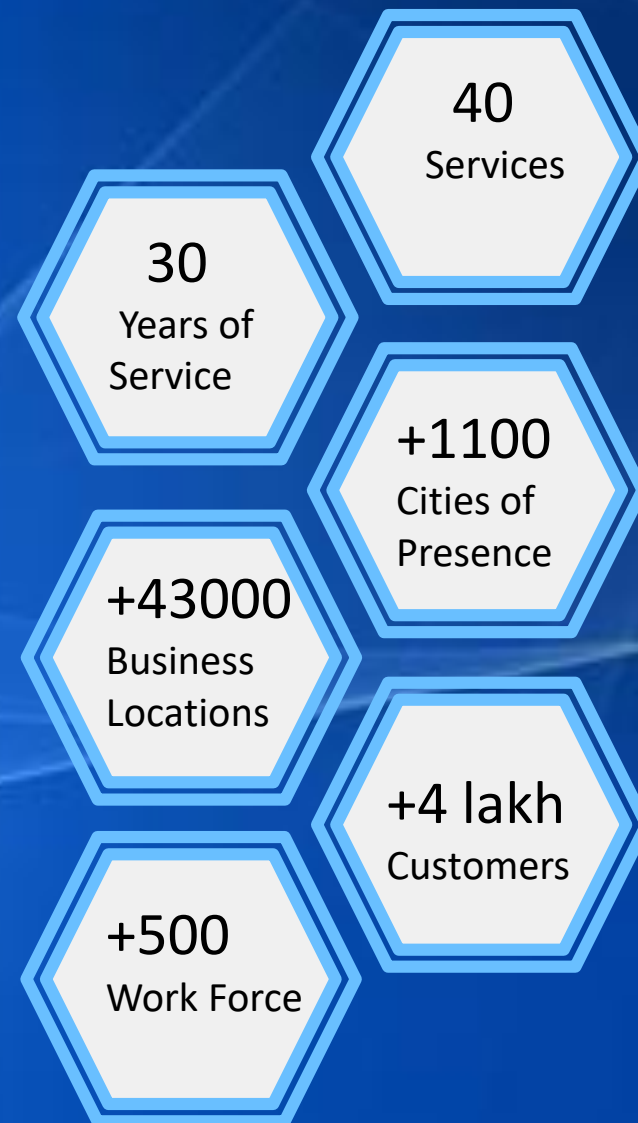 40
Services
30
Years of
Service
+1100
Cities of
Presence
+43000
Business
Locations
+4 lakh
Customers
+500
Work Force